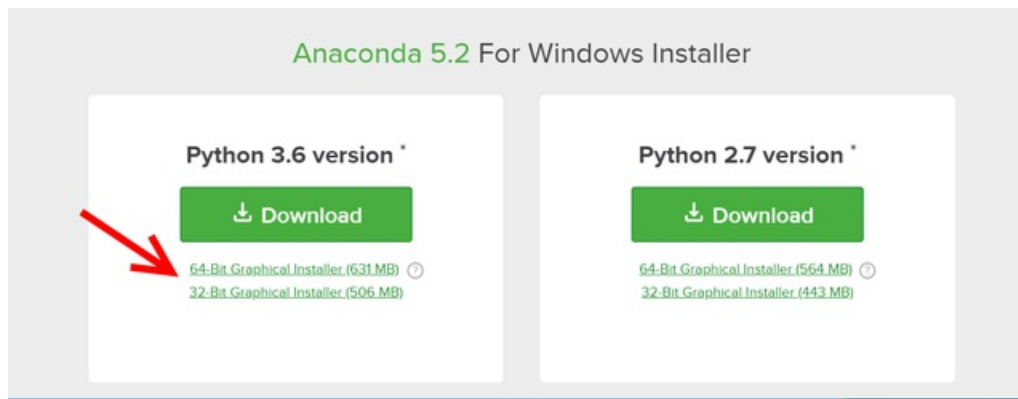 Anaconda 5.2 For Windows Installer
Python 3.6 version *
Download
64-Bit Graphical Installer (631 MB) ?
32-Bit Graphical Installer (506 MB)
Python 2.7 version *
Download
64-Bit Graphical Installer (564 MB) ?
32-Bit Graphical Installer (443 MB)